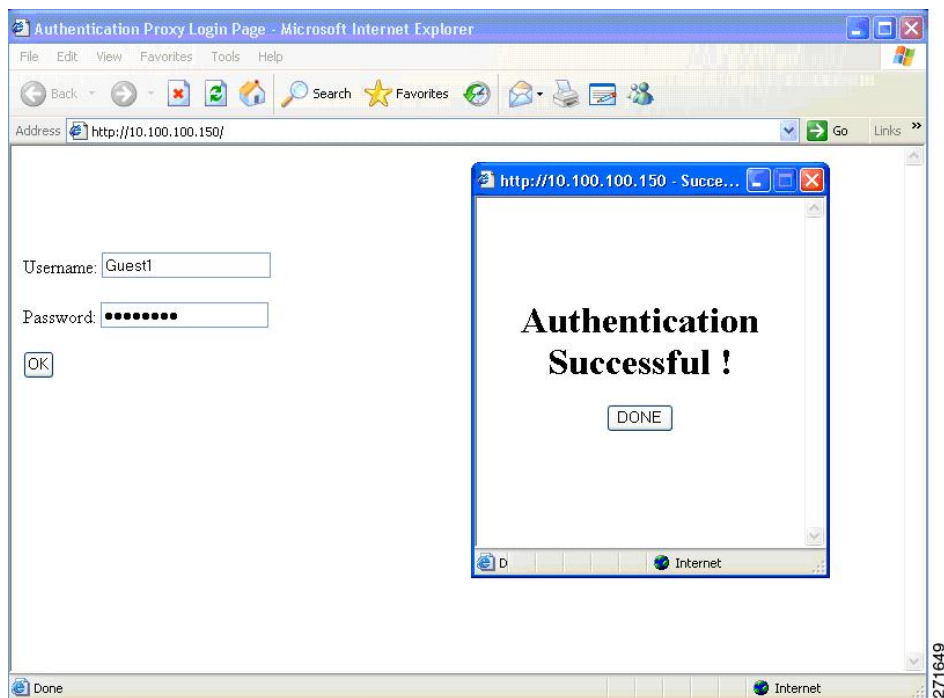 Authentication Proxy Login Page - Microsoft Internet Explorer
File Edit View Favorites Tools Help
Back Search Favorites
Address http://10.100.100.150/ Go Links »
http://10.100.100.150 - Succe...
Username: Guest1
Password: ••••••••
OK
Authentication
Successful !
DONE
D Internet
Done Internet
271649